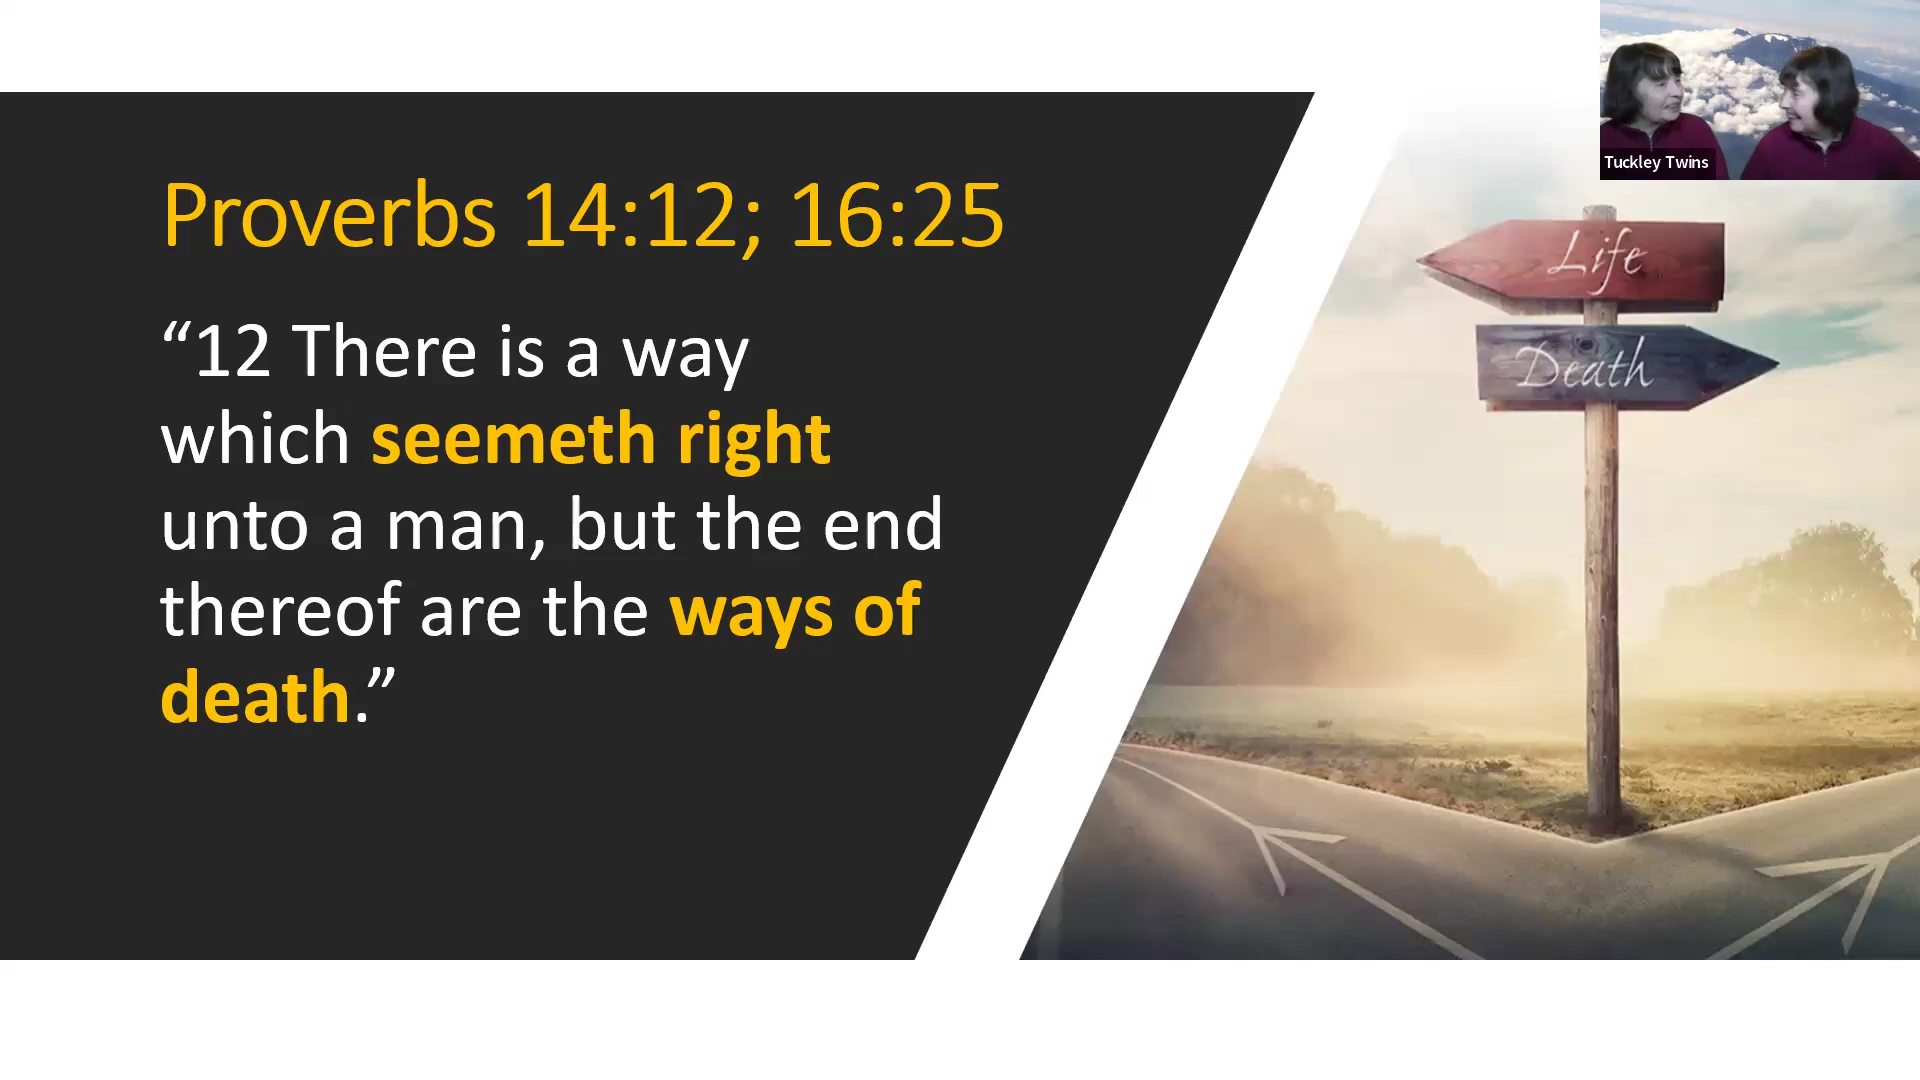 Proverbs 14:12; 16:25
“12 There is a way
which seemeth right
unto a man, but the end
thereof are the ways of
death.”
Life
Death
Tuckley Twins